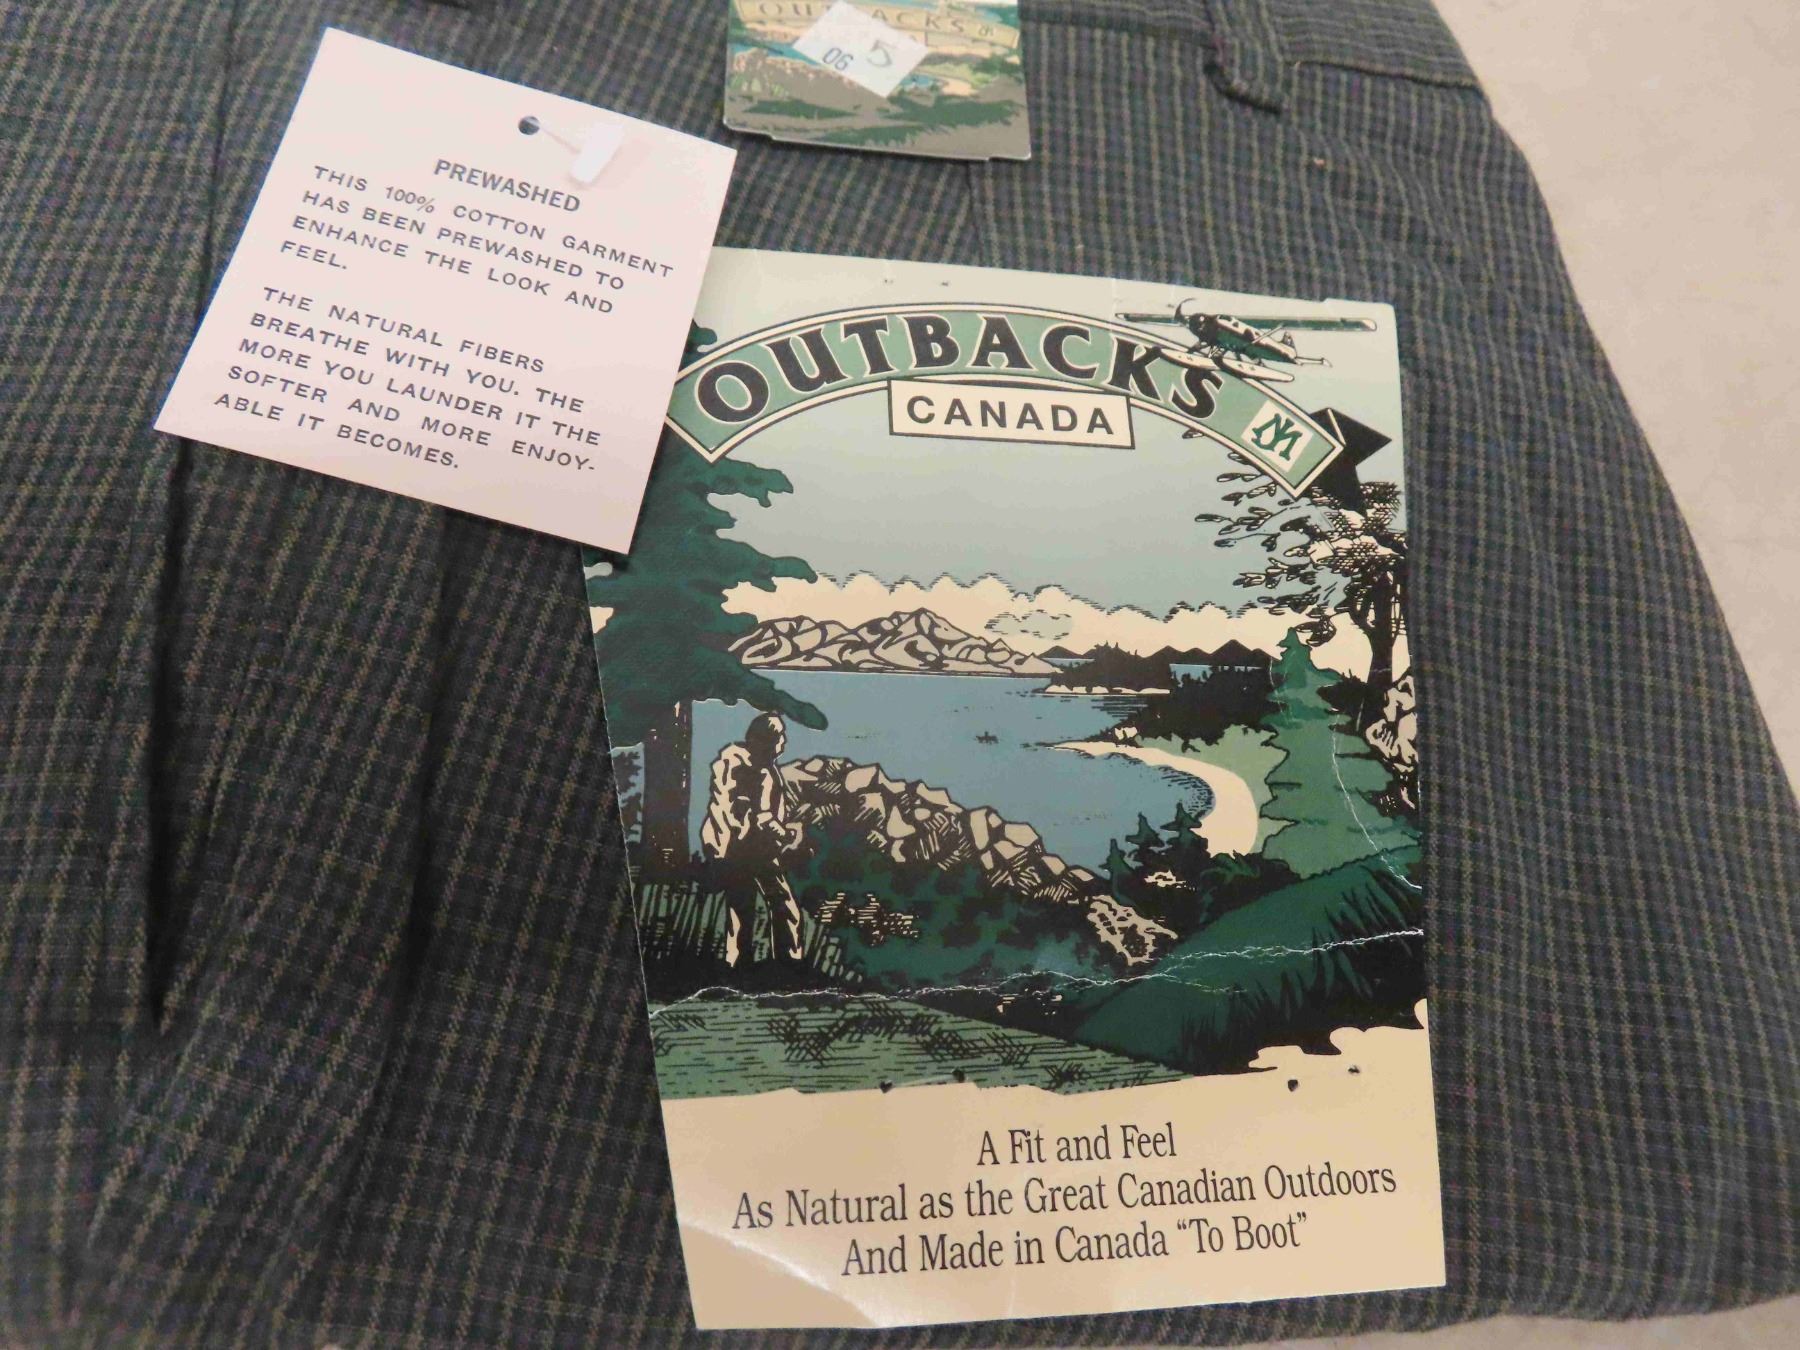 OUTBACKS
06 5
PREWASHED
THIS 100% COTTON GARMENT
HAS BEEN PREWASHED TO
ENHANCE THE LOOK AND
FEEL.
THE NATURAL FIBERS
BREATHE WITH YOU. THE
MORE YOU LAUNDER IT THE
SOFTER AND MORE ENJOY-
ABLE IT BECOMES.
OUTBACKS
CANADA
A Fit and Feel
As Natural as the Great Canadian Outdoors
And Made in Canada “To Boot”